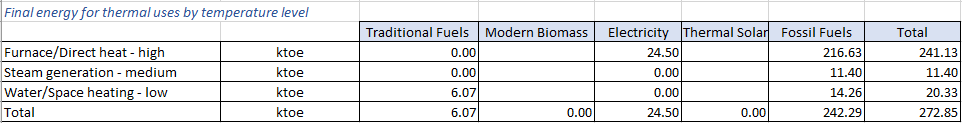 Final energy for thermal uses by temperature level
Traditional Fuels Modern Biomass Electricity Thermal Solar Fossil Fuels Total
Furnace/Direct heat - high ktoe 0.00 24.50 216.63 241.13
Steam generation - medium ktoe 0.00 0.00 11.40 11.40
Water/Space heating - low ktoe 6.07 0.00 14.26 20.33
Total ktoe 6.07 0.00 24.50 0.00 242.29 272.85